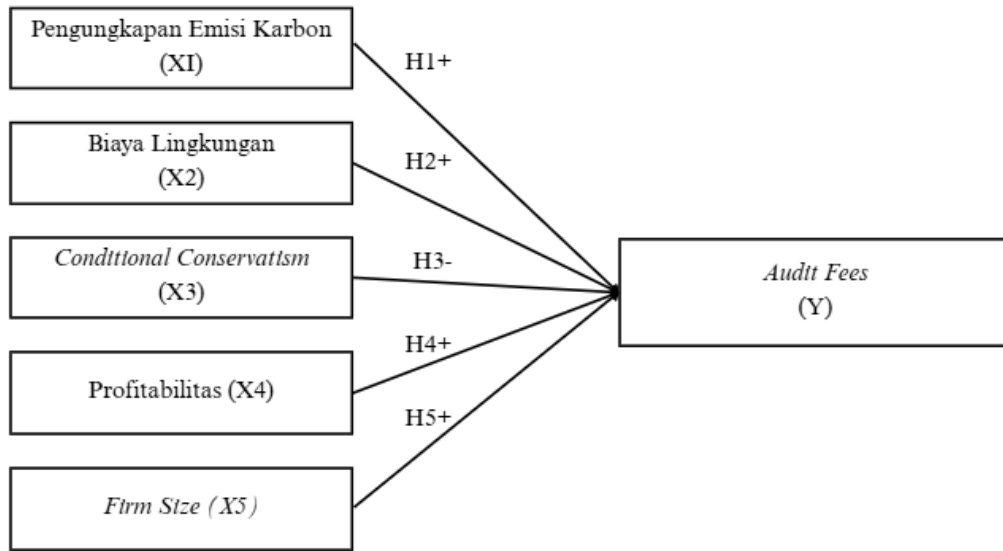 Pengungkapan Emisi Karbon
(XI)
H1+
Biaya Lingkungan
(X2)
H2+
Conditional Conservatism
(X3)
H3-
Audit Fees
(Y)
Profitabilitas (X4)
H4+
H5+
Firm Size (X5)